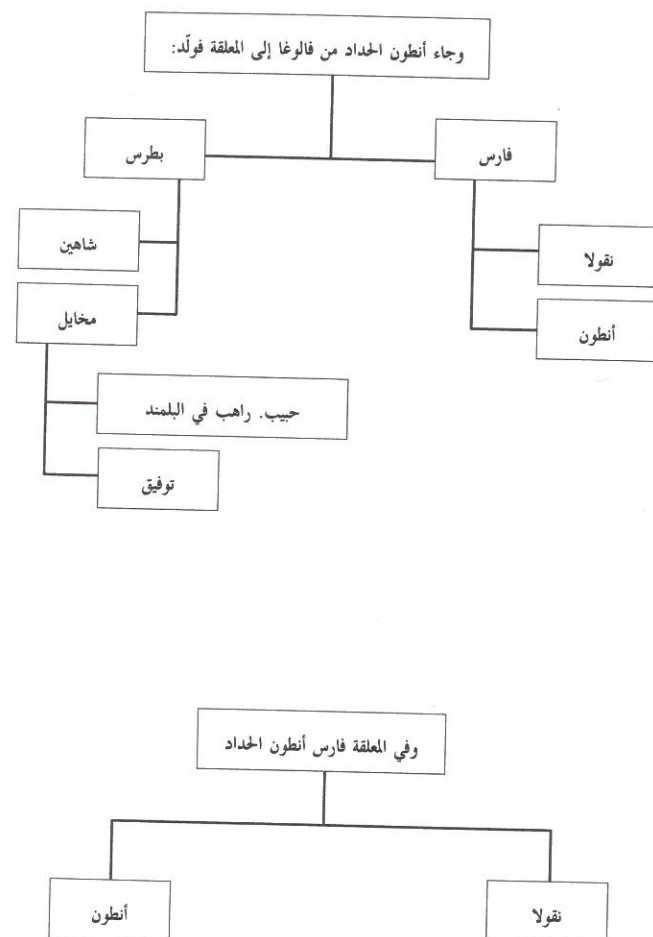 وجاء أنطون الحداد من فالوغا إلى المعلقة فولّد:
فارس
بطرس
نقولا
أنطون
شاهين
مخايل
حبيب. راهب في البلمند
توفيق
وفي المعلقة فارس أنطون الحداد
نقولا
أنطون